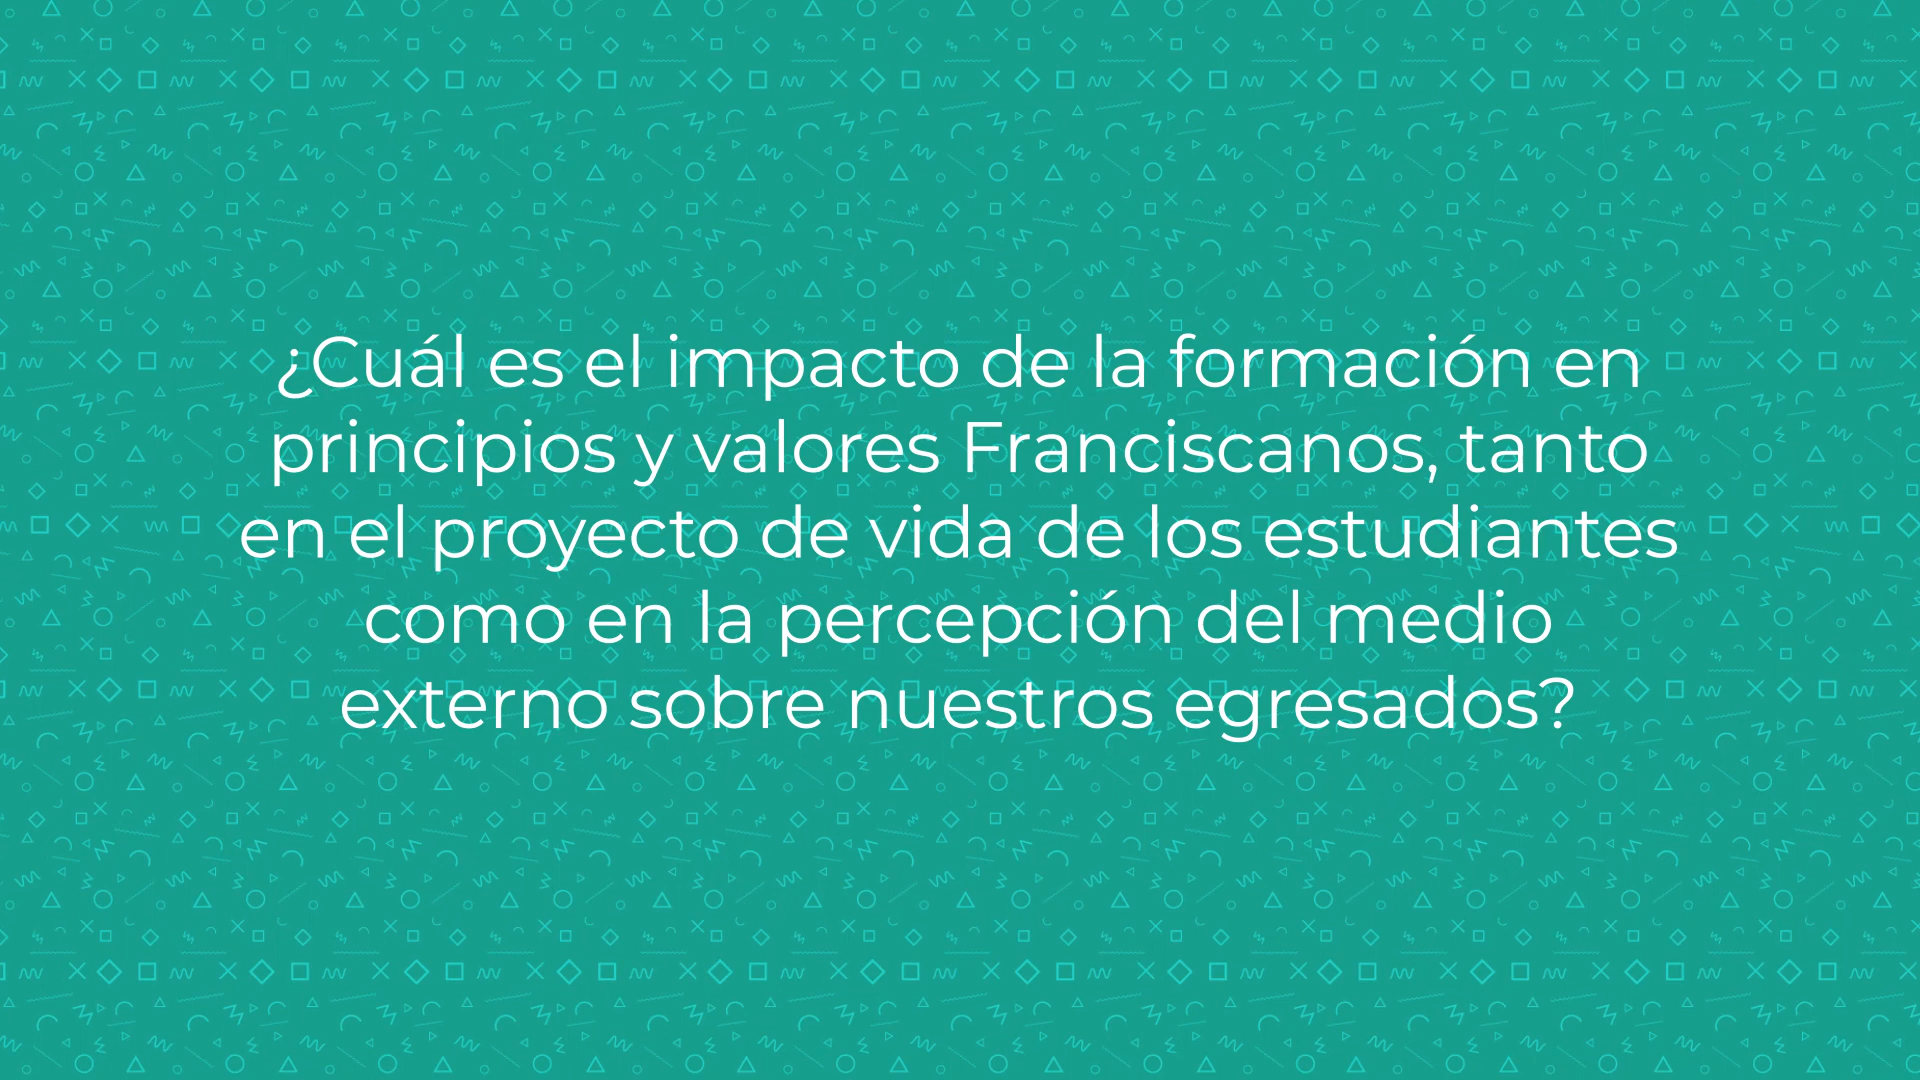 ¿Cuál es el impacto de la formación en
principios y valores Franciscanos, tanto
en el proyecto de vida de los estudiantes
como en la percepción del medio
externo sobre nuestros egresados?